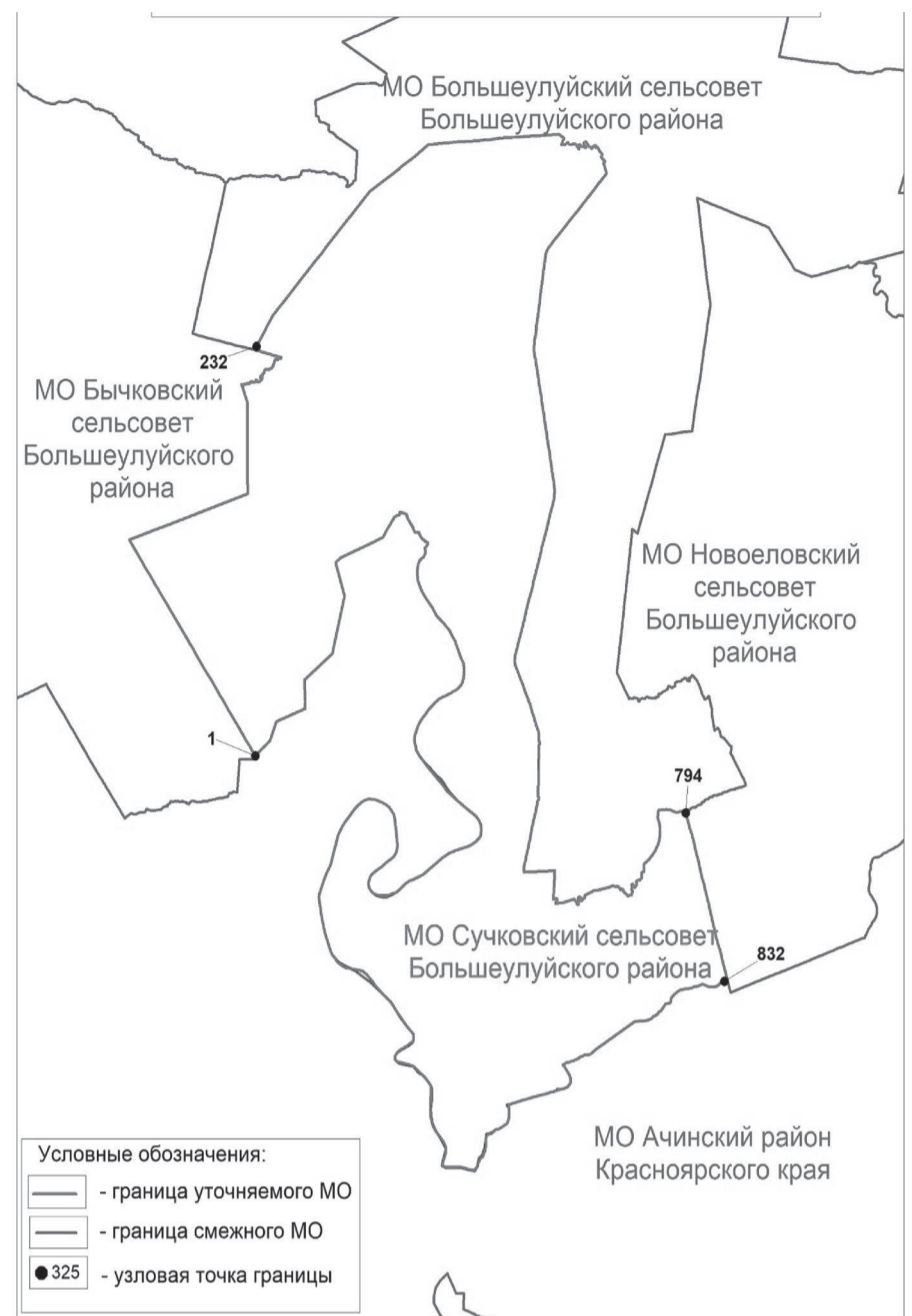 МО Большеулуйский сельсовет
Большеулуйского района
232
МО Бычковский
сельсовет
Большеулуйского
района
МО Новоеловский
сельсовет
Большеулуйского
района
1
794
МО Сучковский сельсовет
Большеулуйского района
832
МО Ачинский район
Красноярского края
Условные обозначения:
- граница уточняемого МО
- граница смежного МО
325 - узловая точка границы